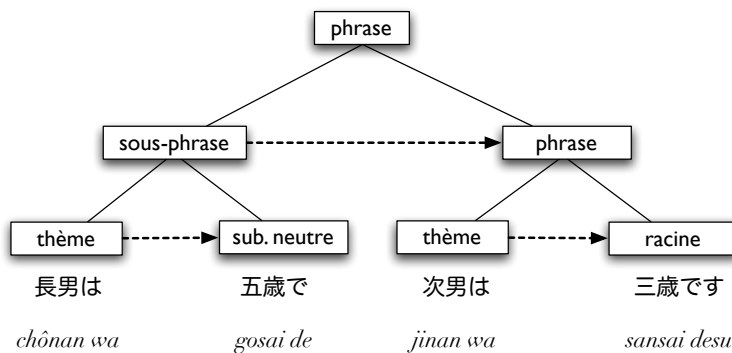 phrase
sous-phrase phrase
thème sub. neutre thème racine
長男は 五歳で 次男は 三歳です
chônan wa gosai de jinan wa sansai desu